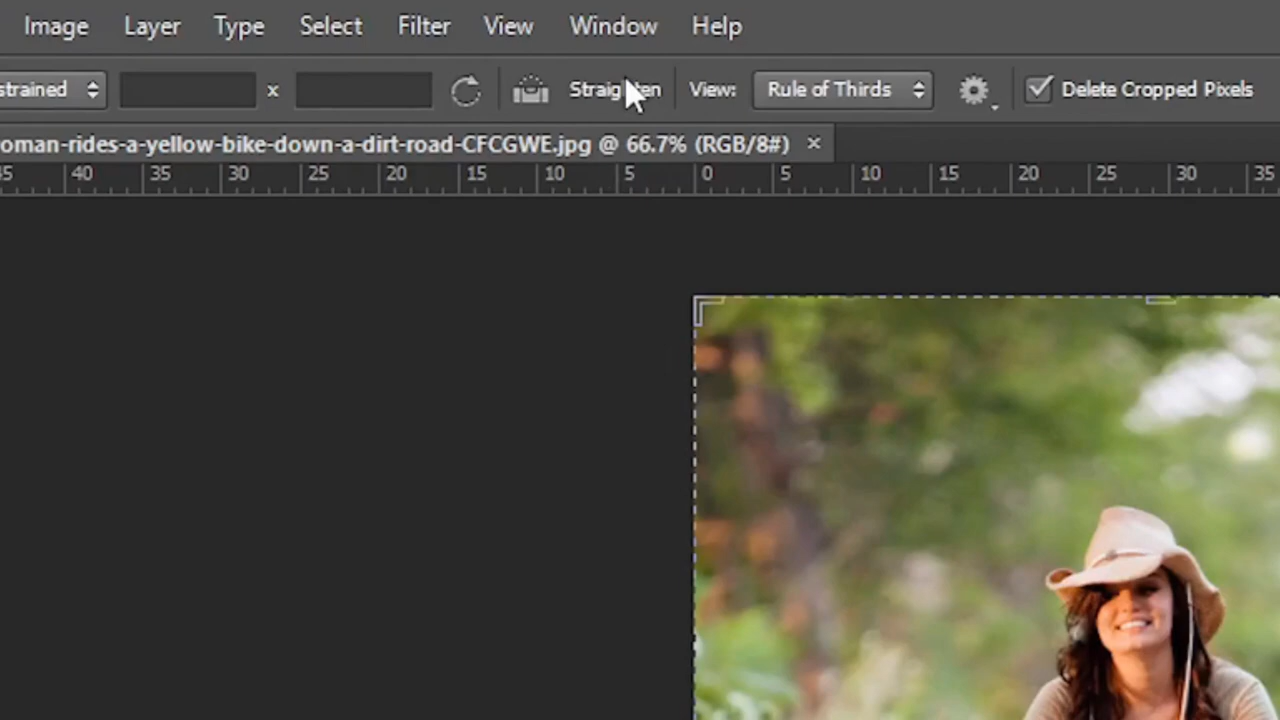 Image Layer Type Select Filter View Window Help
strained x Straighten View: Rule of Thirds Delete Cropped Pixels
oman-rides-a-yellow-bike-down-a-dirt-road-CFCGWE.jpg @ 66.7% (RGB/8#) ×
45 40 35 30 25 20 15 10 5 0 5 10 15 20 25 30 35